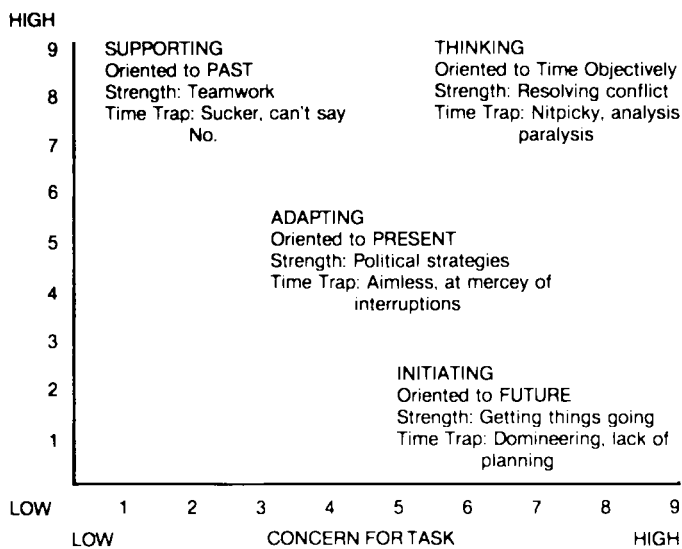 HIGH
9
8
7
6
5
4
3
2
1
LOW
SUPPORTING
Oriented to PAST
Strength: Teamwork
Time Trap: Sucker, can't say
No.
THINKING
Oriented to Time Objectively
Strength: Resolving conflict
Time Trap: Nitpicky, analysis
paralysis
ADAPTING
Oriented to PRESENT
Strength: Political strategies
Time Trap: Aimless, at mercey of
interruptions
INITIATING
Oriented to FUTURE
Strength: Getting things going
Time Trap: Domineering, lack of
planning
1 2 3 4 5 6 7 8 9
LOW CONCERN FOR TASK HIGH